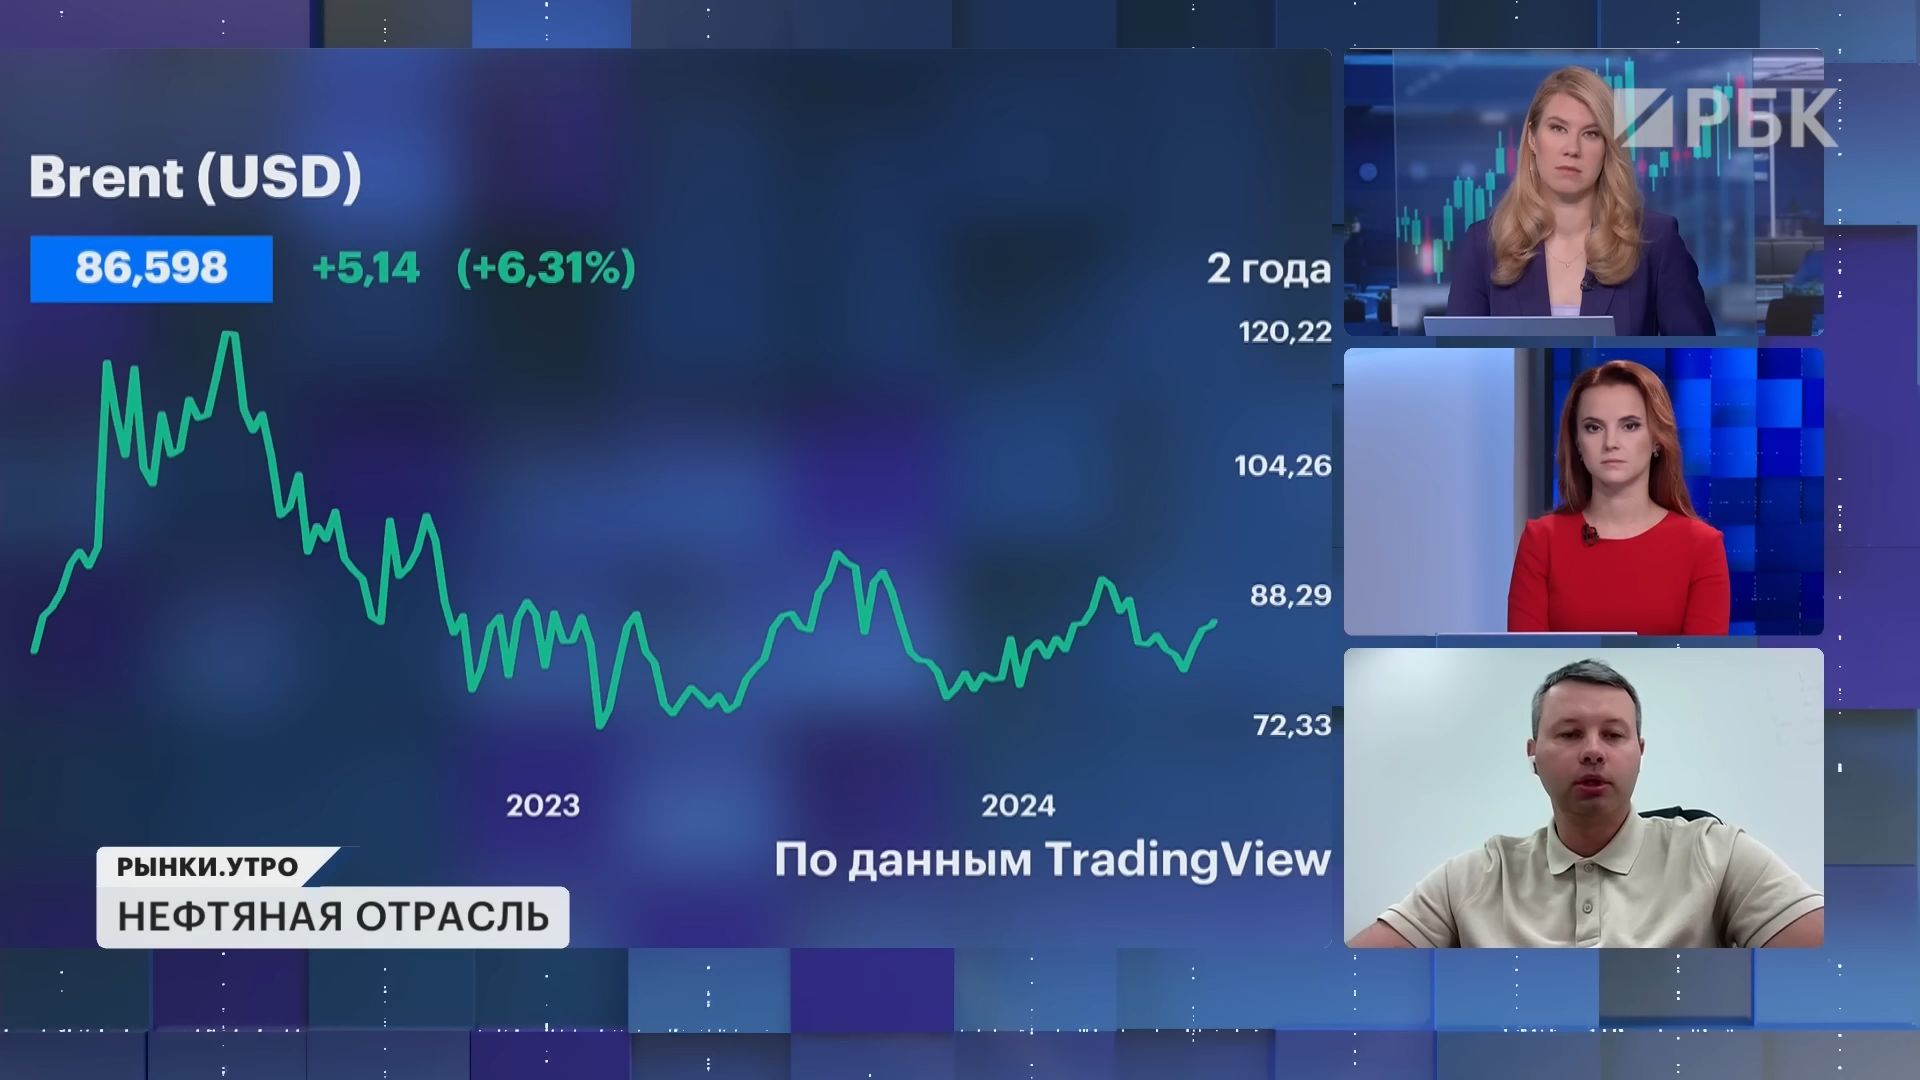 Brent (USD)
86,598 +5,14 (+6,31%)
2 года
120,22
104,26
88,29
72,33
2023 2024
По данным TradingView
РЫНКИ.УТРО
НЕФТЯНАЯ ОТРАСЛЬ
РБК